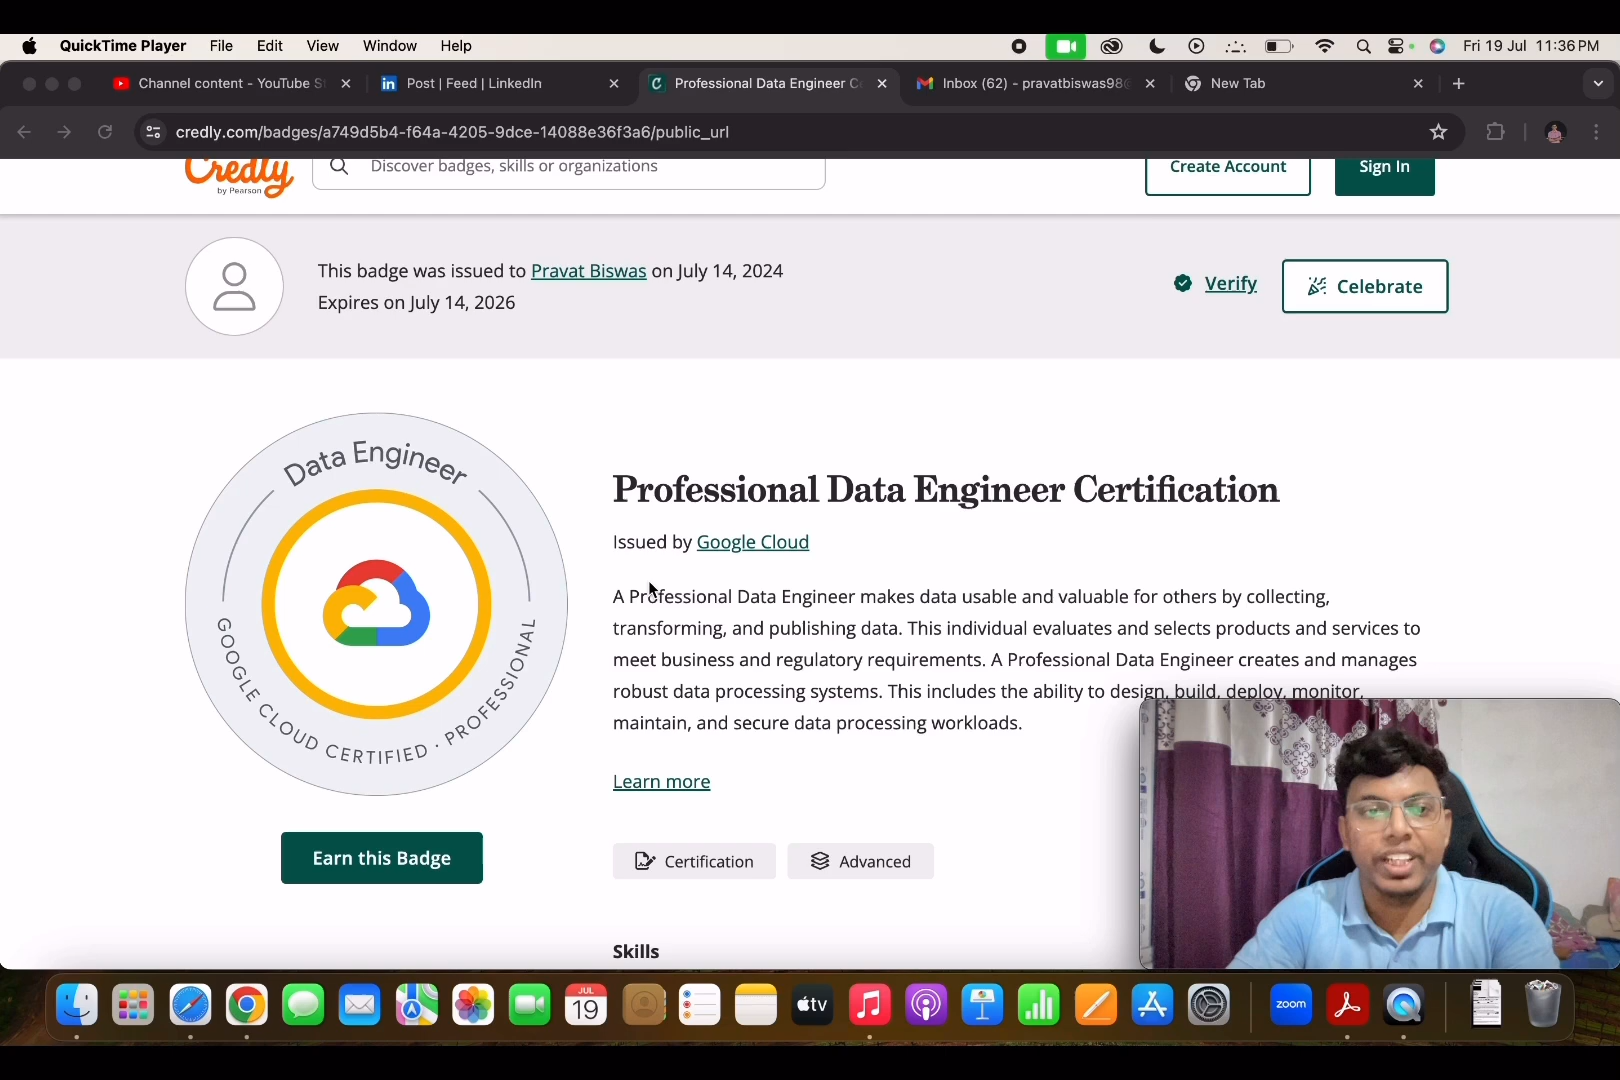 QuickTime Player File Edit View Window Help Fri 19 Jul 11:36 PM
Channel content - YouTube St Post | Feed | LinkedIn Professional Data Engineer Ce Inbox (62) - pravatbiswas98@ New Tab
credly.com/badges/a749d5b4-f64a-4205-9dce-14088e36f3a6/public_url
Credly Discover badges, skills or organizations Create Account Sign In
by Pearson
This badge was issued to Pravat Biswas on July 14, 2024
Expires on July 14, 2026
Verify Celebrate
Data Engineer
GOOGLE CLOUD CERTIFIED · PROFESSIONAL
Earn this Badge
Professional Data Engineer Certification
Issued by Google Cloud
A Professional Data Engineer makes data usable and valuable for others by collecting,
transforming, and publishing data. This individual evaluates and selects products and services to
meet business and regulatory requirements. A Professional Data Engineer creates and manages
robust data processing systems. This includes the ability to design, build, deploy, monitor,
maintain, and secure data processing workloads.
Learn more
Certification Advanced
Skills
JUL
19
tv
zoom